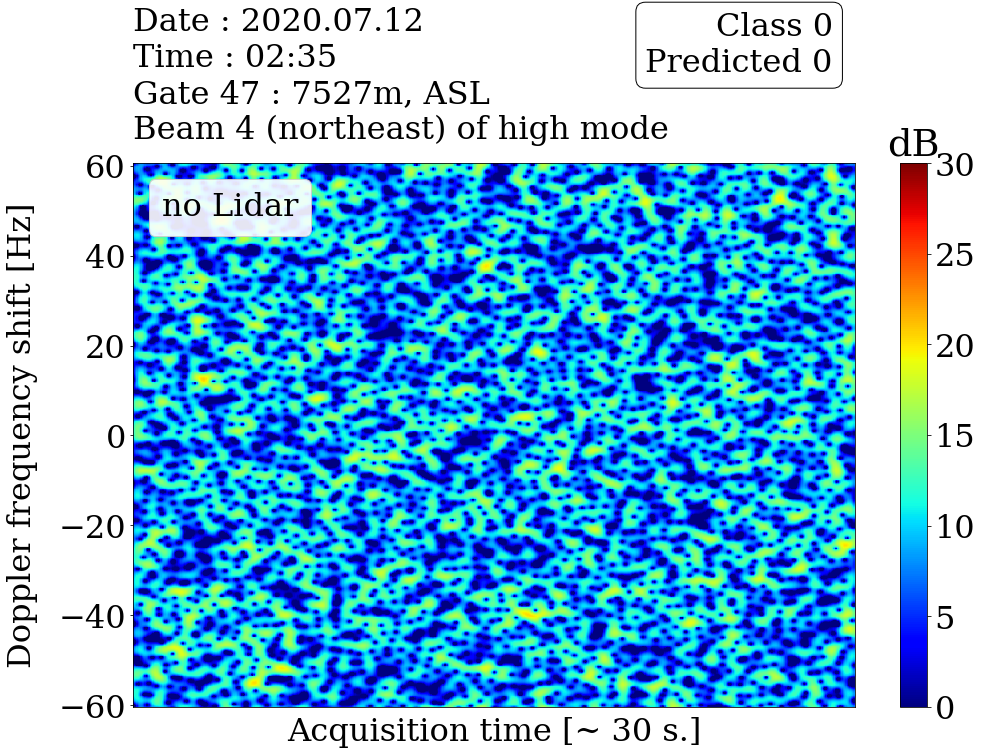 Date : 2020.07.12
Time : 02:35
Gate 47 : 7527m, ASL
Beam 4 (northeast) of high mode
Class 0
Predicted 0
dB
no Lidar
Doppler frequency shift [Hz]
60
40
20
0
−20
−40
−60
30
25
20
15
10
5
0
Acquisition time [~ 30 s.]